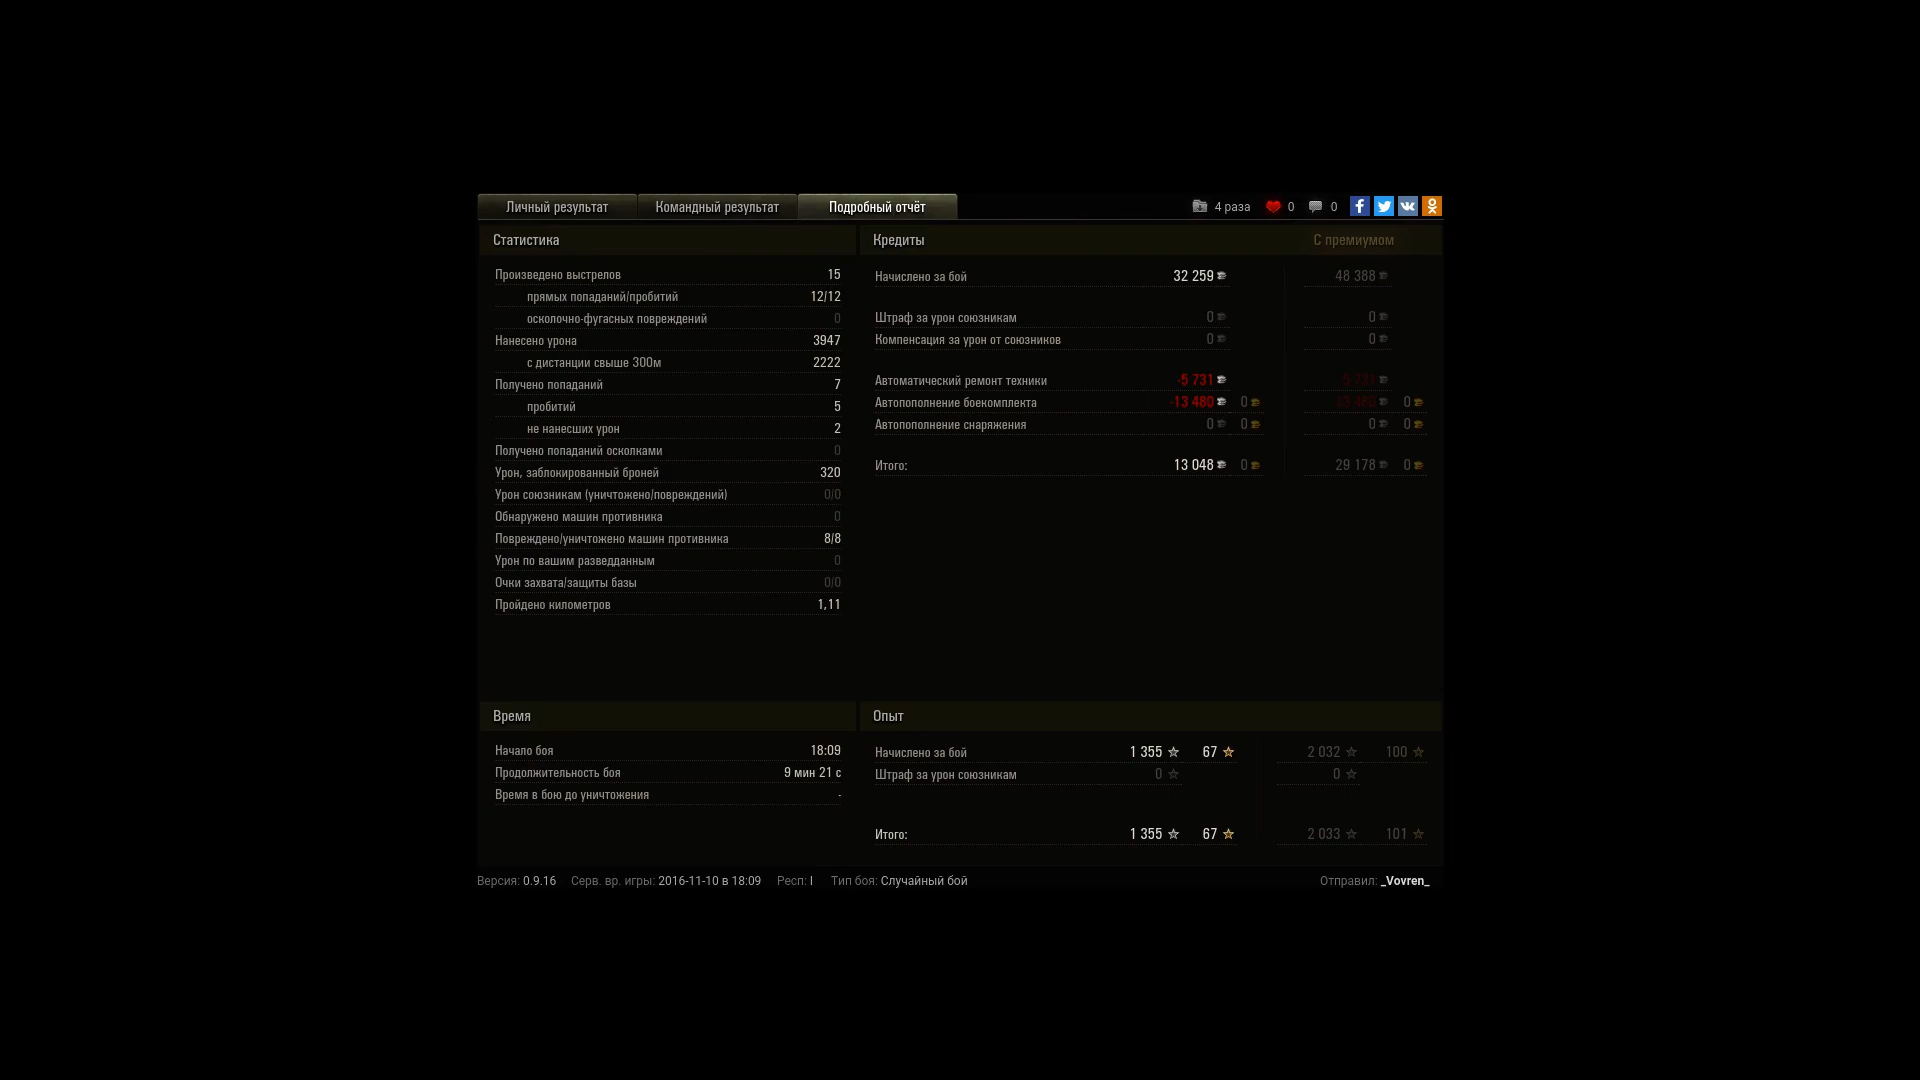 Личный результат Командный результат Подробный отчёт 4 раза 0 0
Статистика
Произведено выстрелов 15
прямых попаданий/пробитий 12/12
осколочно-фугасных повреждений 0
Нанесено урона 3947
с дистанции свыше 300м 2222
Получено попаданий 7
пробитий 5
не нанесших урон 2
Получено попаданий осколками 0
Урон, заблокированный броней 320
Урон союзникам (уничтожено/повреждений) 0/0
Обнаружено машин противника 0
Повреждено/уничтожено машин противника 8/8
Урон по вашим разведданным 0
Очки захвата/защиты базы 0/0
Пройдено километров 1,11
Кредиты С премиумом
Начислено за бой 32 259 48 388
Штраф за урон союзникам 0 0
Компенсация за урон от союзников 0 0
Автоматический ремонт техники -5 731 -5 731
Автопополнение боекомплекта -13 480 0 -13 480 0
Автопополнение снаряжения 0 0 0 0
Итого: 13 048 0 29 178 0
Время
Начало боя 18:09
Продолжительность боя 9 мин 21 с
Время в бою до уничтожения -
Опыт
Начислено за бой 1 355 67 2 032 100
Штраф за урон союзникам 0 0
Итого: 1 355 67 2 033 101
Версия: 0.9.16 Серв. вр. игры: 2016-11-10 в 18:09 Респ: I Тип боя: Случайный бой Отправил: _Vovren_